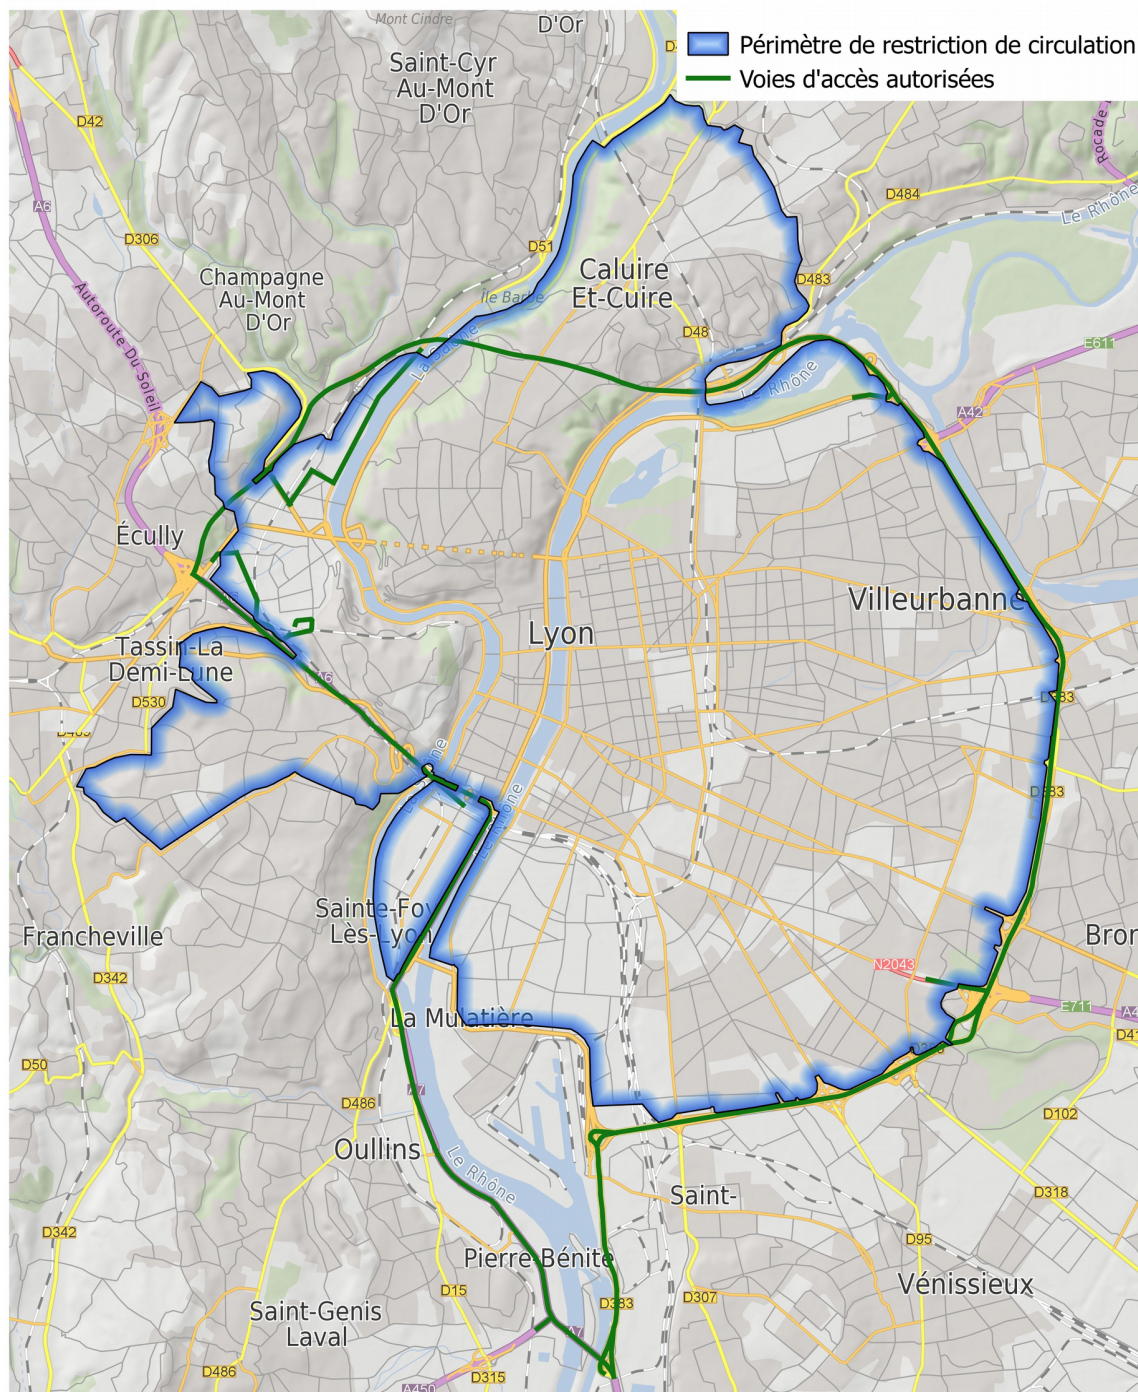 Mont Cindre
D'Or
Périmètre de restriction de circulation
Voies d'accès autorisées
Saint-Cyr
Au-Mont
D'Or
D42
A6
D306
D484
Le Rhône
D51
Caluire
Et-Cuire
D483
Champagne
Au-Mont
D'Or
Île Barbe
Autoroute Du Soleil
D48
E611
La Saône
Le Rhône
A42
Écully
Villeurbanne
Lyon
Tassin-La
Demi-Lune
A6
D530
Le Rhône
Sainte-Foy
Lès-Lyon
Francheville
Bron
D342
N2043
E711
La Mulatière
D50
A7
D486
D102
Oullins
Le Rhône
D318
Saint-
D342
D95
Pierre-Bénite
Vénissieux
D15
D383
D307
Saint-Genis
Laval
A7
D486
D315
A450